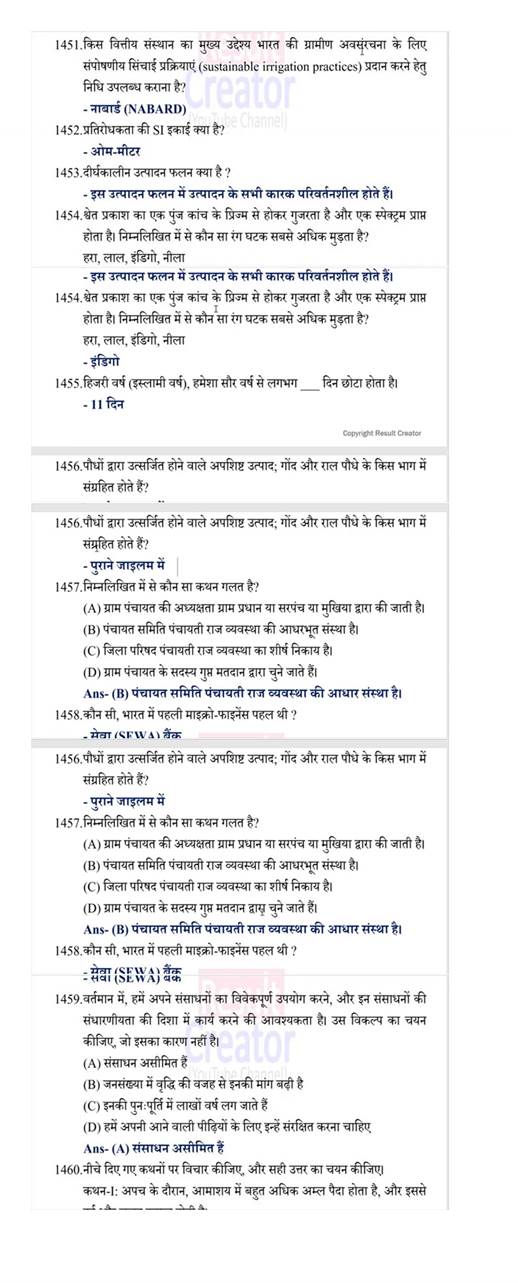 1451.किस वित्तीय संस्थान का मुख्य उद्देश्य भारत की ग्रामीण अवसंरचना के लिए
संपोषणीय सिंचाई प्रक्रियाएं (sustainable irrigation practices) प्रदान करने हेतु
निधि उपलब्ध कराना है?
- नाबार्ड (NABARD)
1452.प्रतिरोधकता की SI इकाई क्या है?
- ओम-मीटर
1453.दीर्घकालीन उत्पादन फलन क्या है ?
- इस उत्पादन फलन में उत्पादन के सभी कारक परिवर्तनशील होते हैं।
1454.श्वेत प्रकाश का एक पुंज कांच के प्रिज्म से होकर गुजरता है और एक स्पेक्ट्रम प्राप्त
होता है। निम्नलिखित में से कौन सा रंग घटक सबसे अधिक मुड़ता है?
हरा, लाल, इंडिगो, नीला
- इस उत्पादन फलन में उत्पादन के सभी कारक परिवर्तनशील होते हैं।
1454.श्वेत प्रकाश का एक पुंज कांच के प्रिज्म से होकर गुजरता है और एक स्पेक्ट्रम प्राप्त
होता है। निम्नलिखित में से कौन सा रंग घटक सबसे अधिक मुड़ता है?
हरा, लाल, इंडिगो, नीला
- इंडिगो
1455.हिजरी वर्ष (इस्लामी वर्ष), हमेशा सौर वर्ष से लगभग ___ दिन छोटा होता है।
- 11 दिन
Copyright Result Creator
1456.पौधों द्वारा उत्सर्जित होने वाले अपशिष्ट उत्पाद; गोंद और राल पौधे के किस भाग में
संग्रहित होते हैं?
1456.पौधों द्वारा उत्सर्जित होने वाले अपशिष्ट उत्पाद; गोंद और राल पौधे के किस भाग में
संग्रहित होते हैं?
- पुराने जाइलम में
1457.निम्नलिखित में से कौन सा कथन गलत है?
(A) ग्राम पंचायत की अध्यक्षता ग्राम प्रधान या सरपंच या मुखिया द्वारा की जाती है।
(B) पंचायत समिति पंचायती राज व्यवस्था की आधरभूत संस्था है।
(C) जिला परिषद पंचायती राज व्यवस्था का शीर्ष निकाय है।
(D) ग्राम पंचायत के सदस्य गुप्त मतदान द्वारा चुने जाते हैं।
Ans- (B) पंचायत समिति पंचायती राज व्यवस्था की आधार संस्था है।
1458.कौन सी, भारत में पहली माइक्रो-फाइनेंस पहल थी ?
- सेवा (SEWA) बैंक
1456.पौधों द्वारा उत्सर्जित होने वाले अपशिष्ट उत्पाद; गोंद और राल पौधे के किस भाग में
संग्रहित होते हैं?
- पुराने जाइलम में
1457.निम्नलिखित में से कौन सा कथन गलत है?
(A) ग्राम पंचायत की अध्यक्षता ग्राम प्रधान या सरपंच या मुखिया द्वारा की जाती है।
(B) पंचायत समिति पंचायती राज व्यवस्था की आधरभूत संस्था है।
(C) जिला परिषद पंचायती राज व्यवस्था का शीर्ष निकाय है।
(D) ग्राम पंचायत के सदस्य गुप्त मतदान द्वारा चुने जाते हैं।
Ans- (B) पंचायत समिति पंचायती राज व्यवस्था की आधार संस्था है।
1458.कौन सी, भारत में पहली माइक्रो-फाइनेंस पहल थी ?
- सेवा (SEWA) बैंक
1459.वर्तमान में, हमें अपने संसाधनों का विवेकपूर्ण उपयोग करने, और इन संसाधनों की
संधारणीयता की दिशा में कार्य करने की आवश्यकता है। उस विकल्प का चयन
कीजिए, जो इसका कारण नहीं है।
(A) संसाधन असीमित हैं
(B) जनसंख्या में वृद्धि की वजह से इनकी मांग बढ़ी है
(C) इनकी पुनःपूर्ति में लाखों वर्ष लग जाते हैं
(D) हमें अपनी आने वाली पीढ़ियों के लिए इन्हें संरक्षित करना चाहिए
Ans- (A) संसाधन असीमित हैं
1460.नीचे दिए गए कथनों पर विचार कीजिए, और सही उत्तर का चयन कीजिए।
कथन-I: अपच के दौरान, आमाशय में बहुत अधिक अम्ल पैदा होता है, और इससे